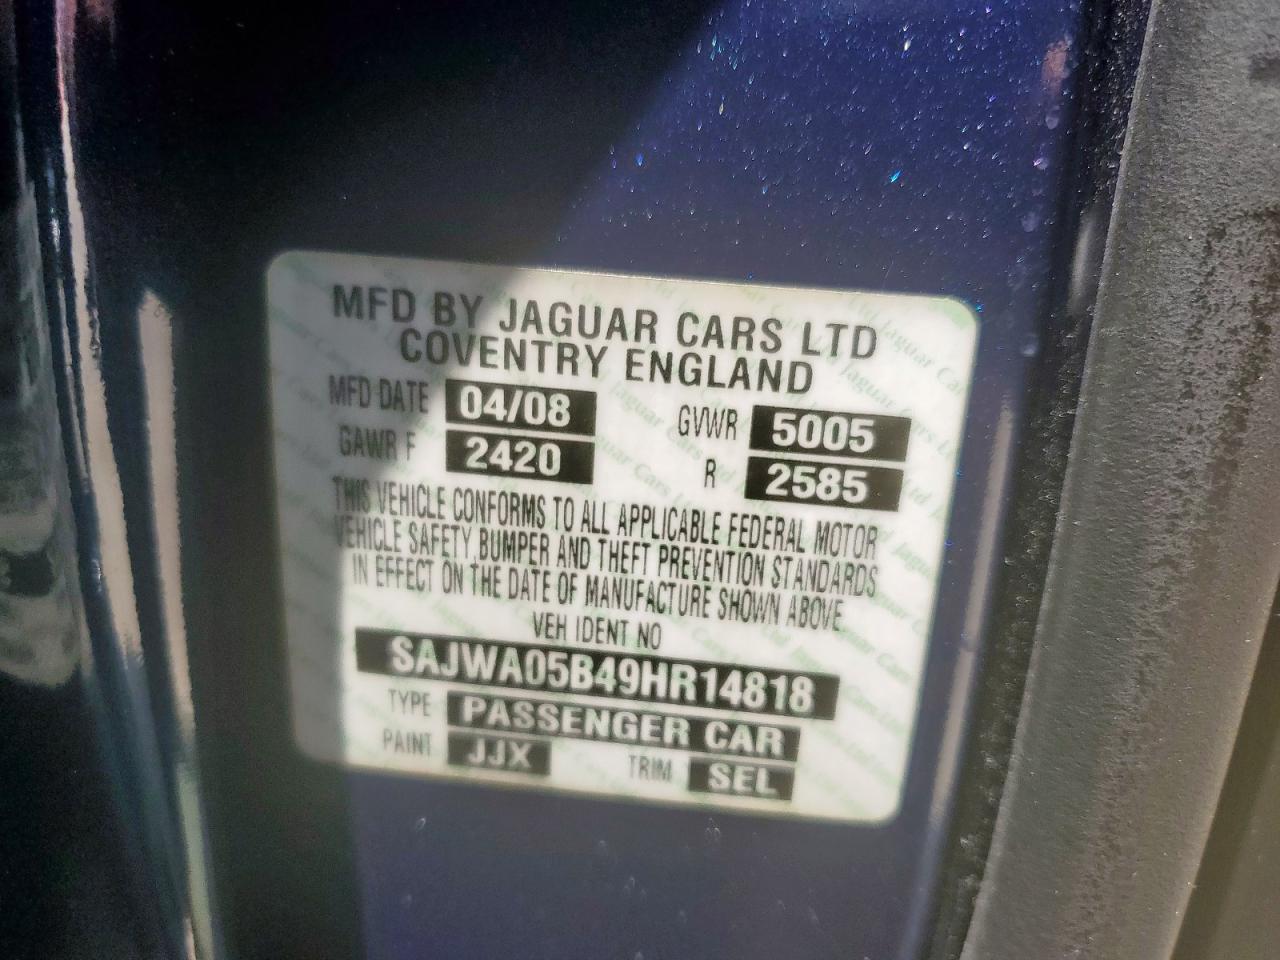 MFD BY JAGUAR CARS LTD
COVENTRY ENGLAND
MFD DATE 04/08 GVWR 5005
GAWR F 2420 R 2585
THIS VEHICLE CONFORMS TO ALL APPLICABLE FEDERAL MOTOR
VEHICLE SAFETY, BUMPER AND THEFT PREVENTION STANDARDS
IN EFFECT ON THE DATE OF MANUFACTURE SHOWN ABOVE
VEH IDENT NO
SAJWA05B49HR14818
TYPE PASSENGER CAR
PAINT JJX TRIM SEL